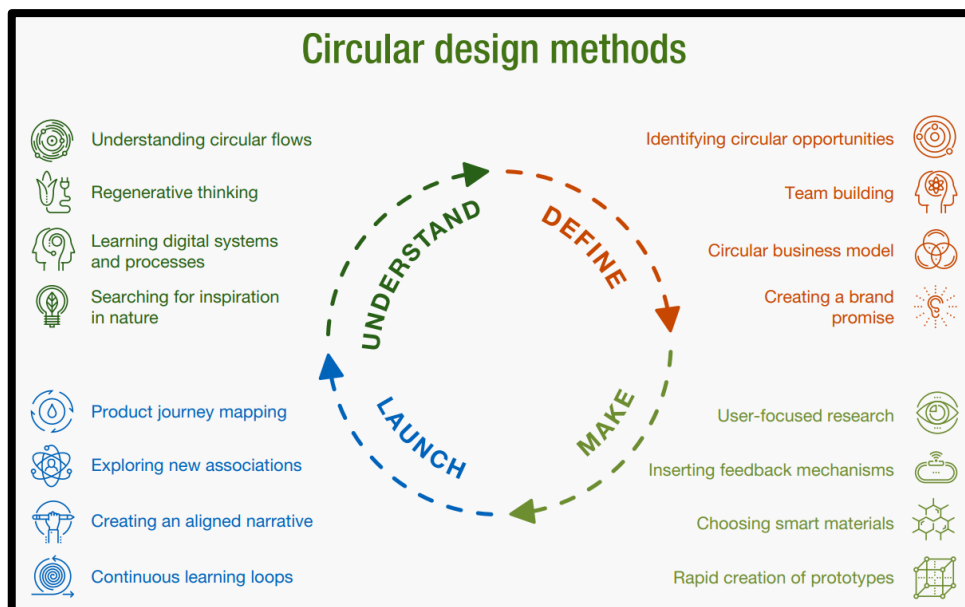 Circular design methods
Understanding circular flows
Regenerative thinking
Learning digital systems
and processes
Searching for inspiration
in nature
Identifying circular opportunities
Team building
Circular business model
Creating a brand
promise
UNDERSTAND
DEFINE
MAKE
LAUNCH
Product journey mapping
Exploring new associations
Creating an aligned narrative
Continuous learning loops
User-focused research
Inserting feedback mechanisms
Choosing smart materials
Rapid creation of prototypes